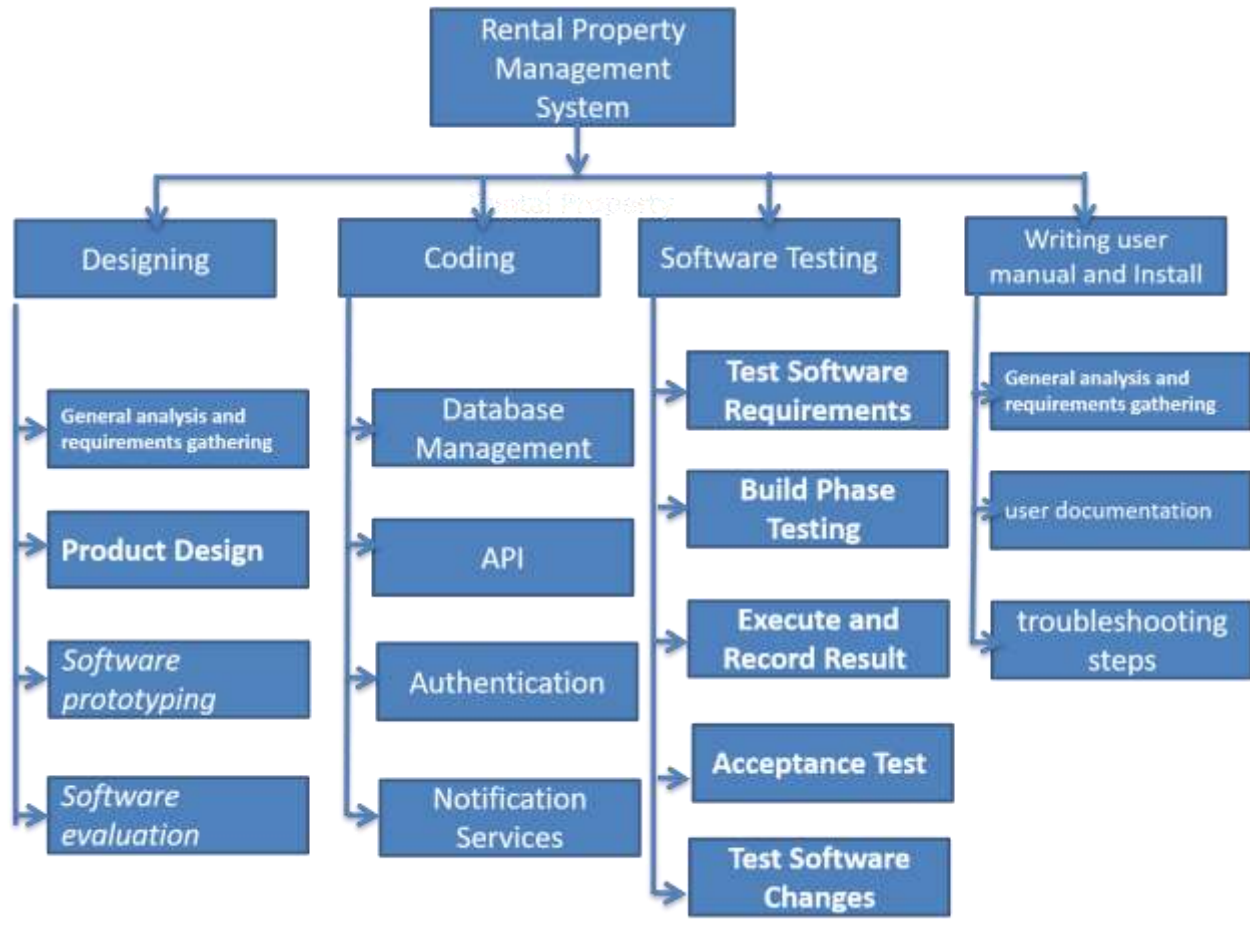 Rental Property
Management
System
Rental Property
Designing
Coding
Software Testing
Writing user
manual and Install
General analysis and
requirements gathering
Product Design
Software
prototyping
Software
evaluation
Database
Management
API
Authentication
Notification
Services
Test Software
Requirements
Build Phase
Testing
Execute and
Record Result
Acceptance Test
Test Software
Changes
General analysis and
requirements gathering
user documentation
troubleshooting
steps